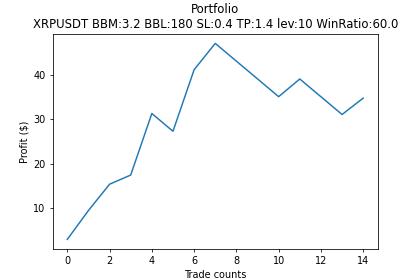 Portfolio
XRPUSDT BBM:3.2 BBL:180 SL:0.4 TP:1.4 lev:10 WinRatio:60.0
Profit ($)
40
30
20
10
0 2 4 6 8 10 12 14
Trade counts